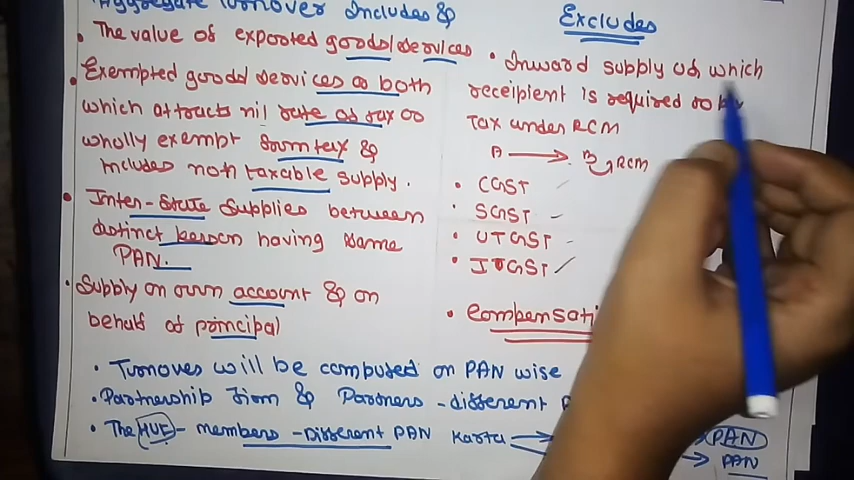 Aggregate Turnover Includes &
• The value of exported goods/services
• Exempted goods/services or both
which attracts nil rate of tax or
wholly exempt from tax &
Includes non taxable supply.
• Inter-State Supplies between
distinct person having same
PAN.
• Supply on own account & on
behalf of principal
Excludes
• Inward supply of which
receipient is required to
Tax under RCM
A → B RCM
• CGST
• SGST
• UTGST
• IGST
•
• Turnover will be computed on PAN wise
• Partnership Firm & Partners - different
• The HUF - members - Different PAN Karta PAN
PAN